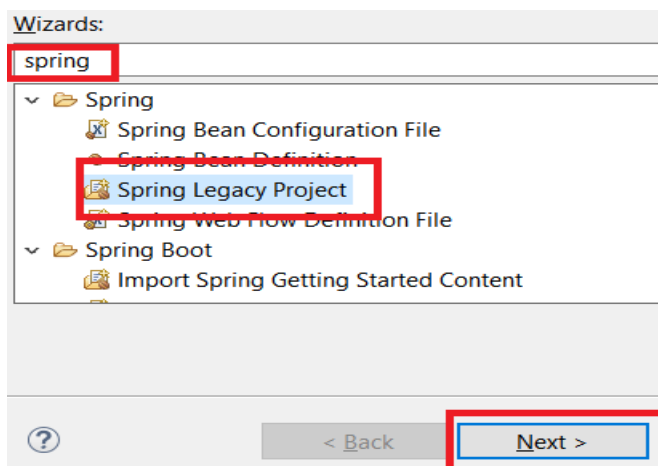 Wizards:
spring
Spring
Spring Bean Configuration File
Spring Bean Definition
Spring Legacy Project
Spring Web Flow Definition File
Spring Boot
Import Spring Getting Started Content
? < Back Next >